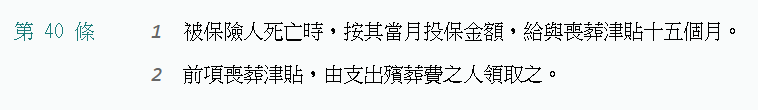 第 40 條 1 被保險人死亡時，按其當月投保金額，給與喪葬津貼十五個月。
2 前項喪葬津貼，由支出殯葬費之人領取之。